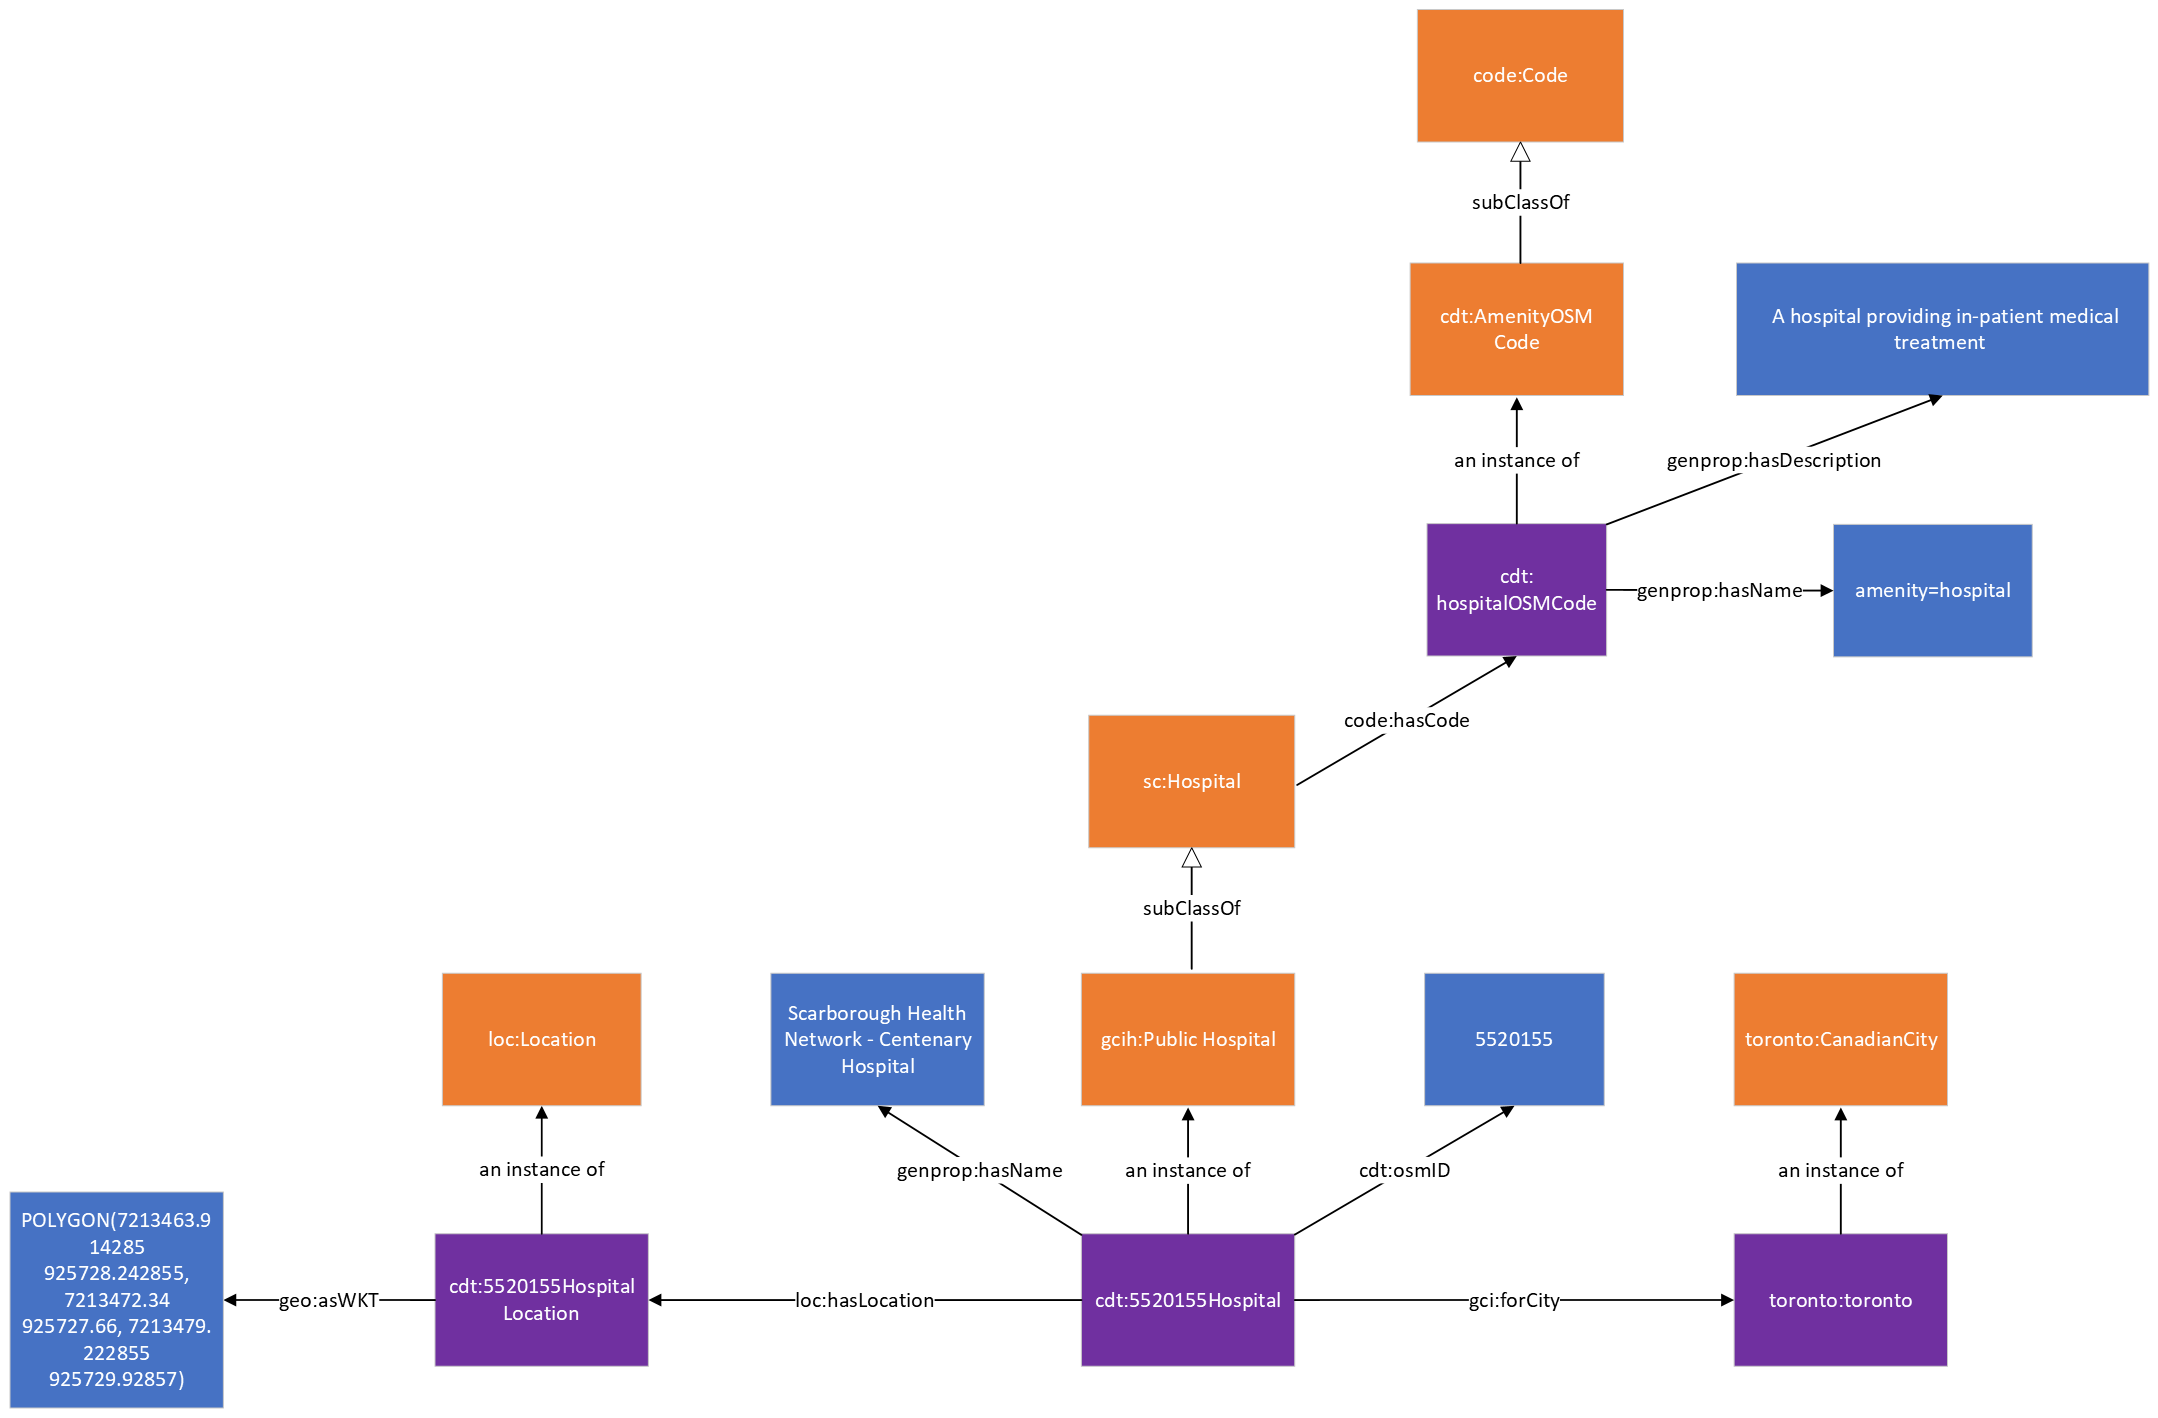 code:Code
subClassOf
cdt:AmenityOSM
Code
A hospital providing in-patient medical
treatment
an instance of
genprop:hasDescription
cdt:
hospitalOSMCode
genprop:hasName
amenity=hospital
code:hasCode
sc:Hospital
subClassOf
loc:Location
Scarborough Health
Network - Centenary
Hospital
gcih:Public Hospital
5520155
toronto:CanadianCity
an instance of
genprop:hasName
an instance of
cdt:osmID
an instance of
POLYGON(7213463.9
14285
925728.242855,
7213472.34
925727.66, 7213479.
222855
925729.92857)
geo:asWKT
cdt:5520155Hospital
Location
loc:hasLocation
cdt:5520155Hospital
gci:forCity
toronto:toronto